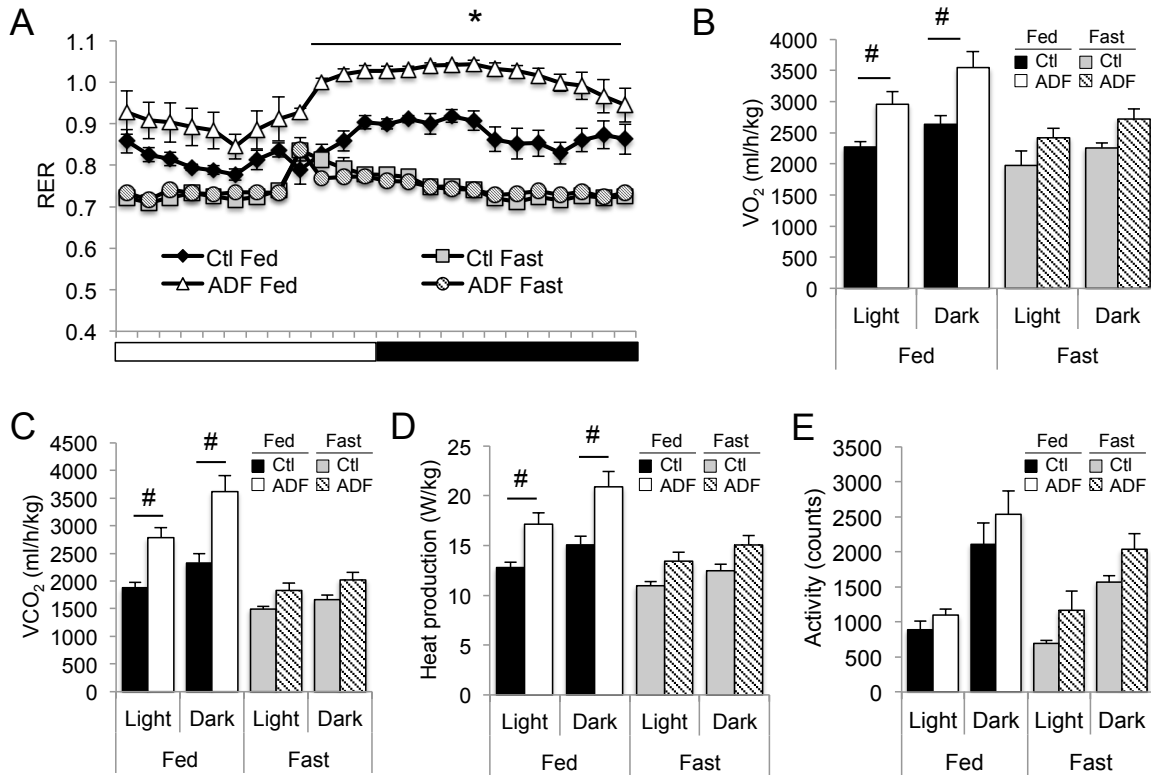 A
*
1.1
1.0
0.9
0.8
0.7
0.6
0.5
0.4
RER
Ctl Fed
Ctl Fast
ADF Fed
ADF Fast
B
4000
3500
3000
2500
2000
1500
1000
500
0
VO2 (ml/h/kg)
# #
Fed Fast
Ctl Ctl
ADF ADF
Light Dark Light Dark
Fed Fast
C
4500
4000
3500
3000
2500
2000
1500
1000
500
0
VCO2 (ml/h/kg)
# #
Fed Fast
Ctl Ctl
ADF ADF
Light Dark Light Dark
Fed Fast
D
25
20
15
10
5
0
Heat production (W/kg)
# #
Fed Fast
Ctl Ctl
ADF ADF
Light Dark Light Dark
Fed Fast
E
3500
3000
2500
2000
1500
1000
500
0
Activity (counts)
Fed Fast
Ctl Ctl
ADF ADF
Light Dark Light Dark
Fed Fast